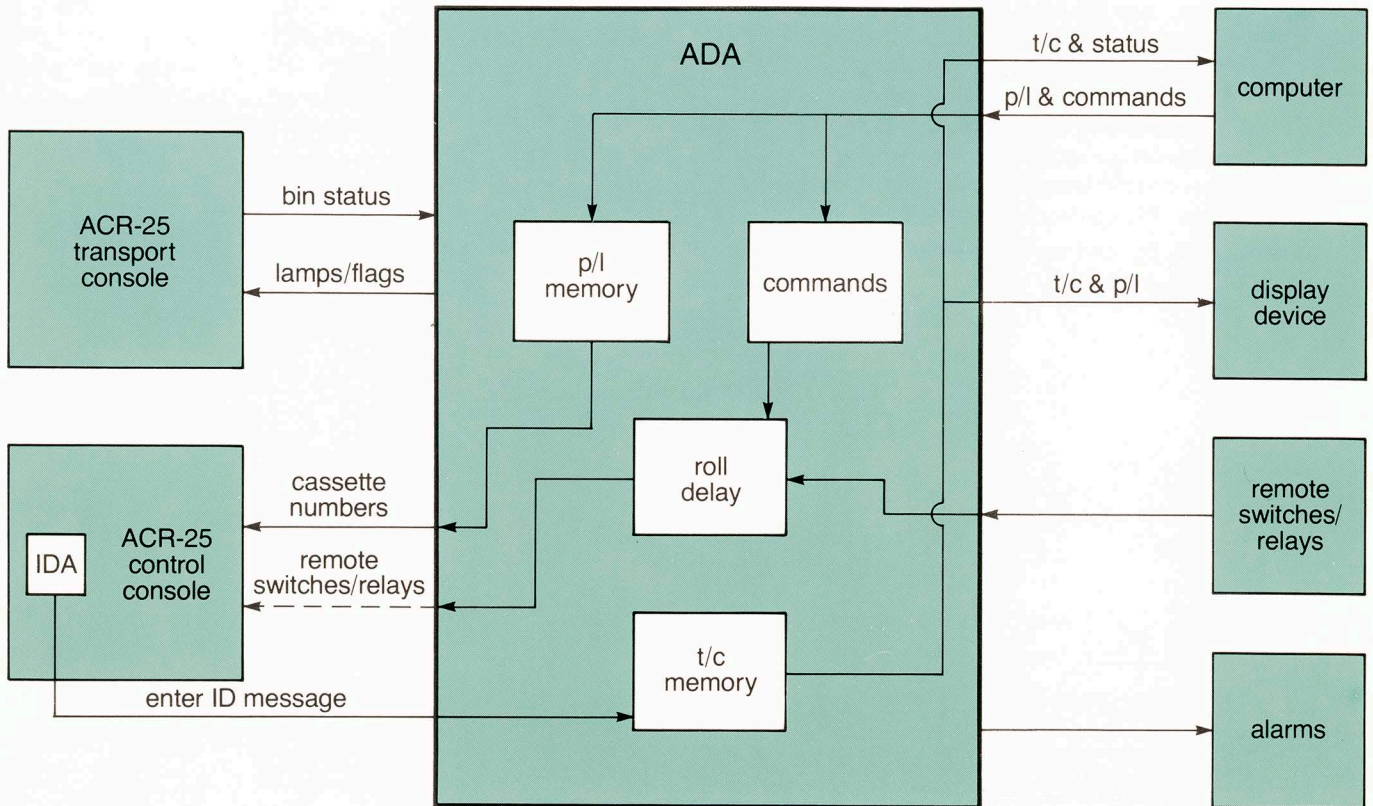 ADA
t/c & status
computer
p/l & commands
ACR-25
transport
console
bin status
lamps/flags
p/l
memory
commands
t/c & p/l
display
device
ACR-25
control
console
IDA
cassette
numbers
remote
switches/relays
roll
delay
remote
switches/
relays
t/c
memory
enter ID message
alarms